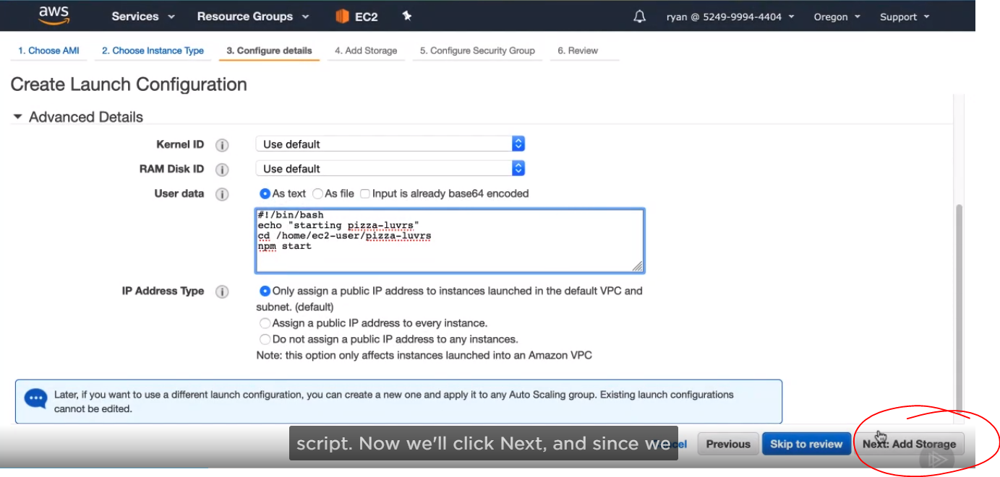 aws Services Resource Groups EC2 ryan @ 5249-9994-4404 Oregon Support
1. Choose AMI 2. Choose Instance Type 3. Configure details 4. Add Storage 5. Configure Security Group 6. Review
Create Launch Configuration
Advanced Details
Kernel ID i Use default
RAM Disk ID i Use default
User data i As text As file Input is already base64 encoded
#!/bin/bash
echo "starting pizza-luvrs"
cd /home/ec2-user/pizza-luvrs
npm start
IP Address Type i Only assign a public IP address to instances launched in the default VPC and
subnet. (default)
Assign a public IP address to every instance.
Do not assign a public IP address to any instances.
Note: this option only affects instances launched into an Amazon VPC
Later, if you want to use a different launch configuration, you can create a new one and apply it to any Auto Scaling group. Existing launch configurations
cannot be edited.
script. Now we'll click Next, and since we Cancel Previous Skip to review Next: Add Storage